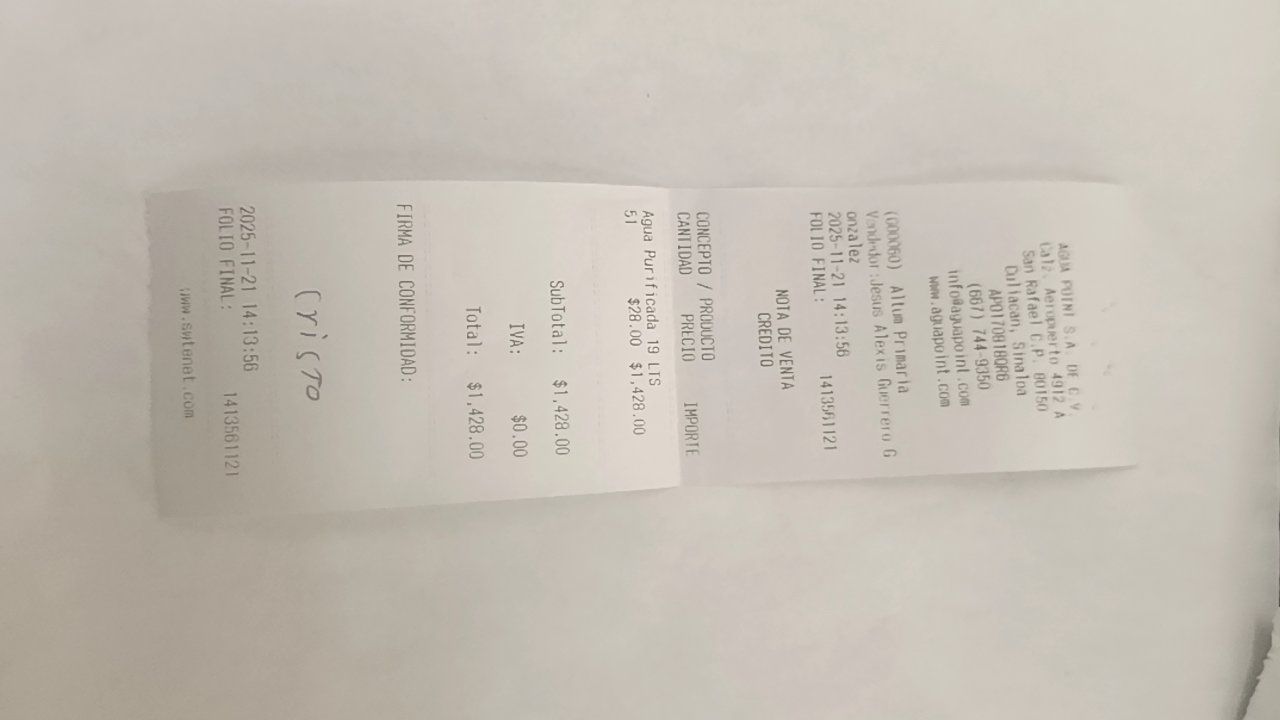 AGUA POINT S.A. DE C.V.
Calz. Aeropuerto 4912 A
San Rafael C.P. 80150
Culiacan, Sinaloa
APO170918QR6
(667) 744-9350
info@aguapoint.com
www.aguapoint.com
(000060) Altum Primaria
Vendedor:Jesus Alexis Guerrero G
onzalez
2025-11-21 14:13:56
FOLIO FINAL: 1413561121
NOTA DE VENTA
CREDITO
CONCEPTO / PRODUCTO
CANTIDAD PRECIO IMPORTE
Agua Purificada 19 LTS
51 $28.00 $1,428.00
SubTotal: $1,428.00
IVA: $0.00
Total: $1,428.00
FIRMA DE CONFORMIDAD:
Cristo
2025-11-21 14:13:56
FOLIO FINAL: 1413561121
www.swtenet.com